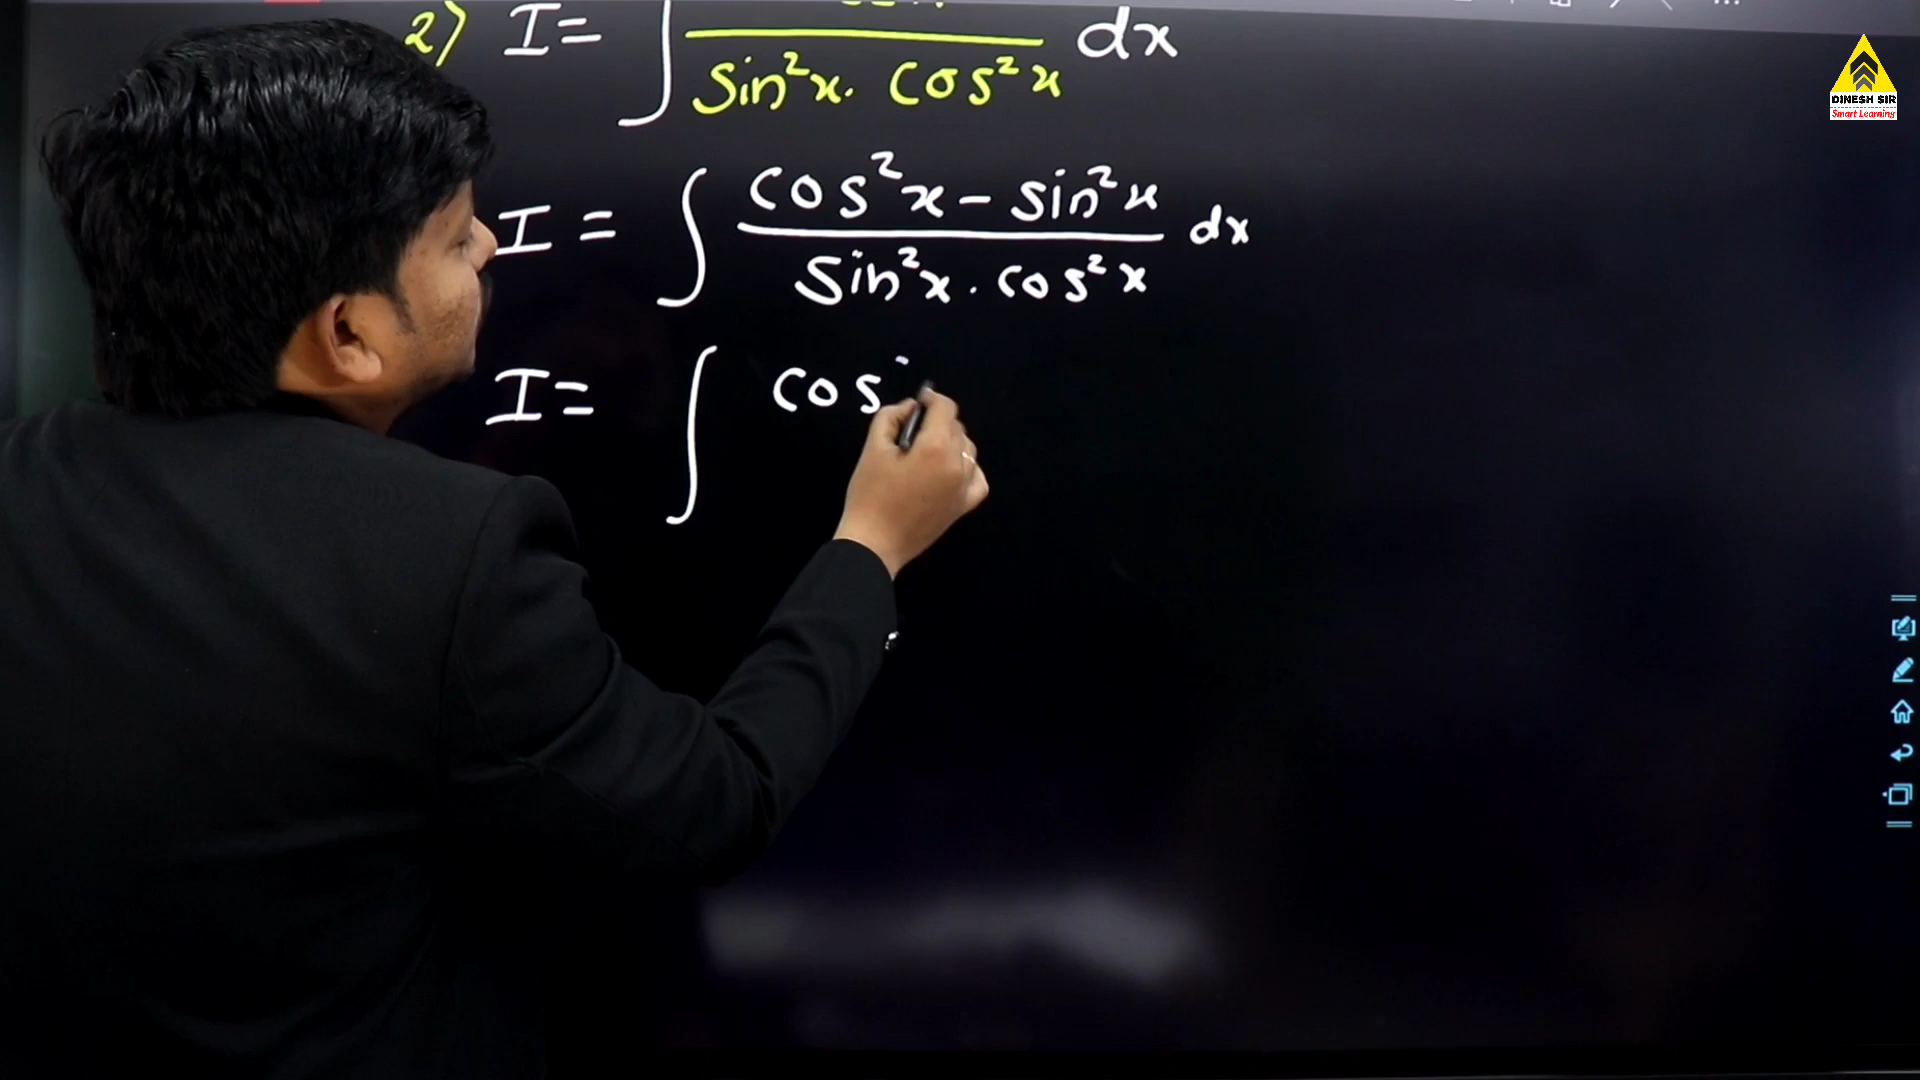 2) I = ∫ / sin²x. cos²x dx
I = ∫ cos²x - sin²x / sin²x . cos²x dx
I = ∫ cos
DINESH SIR
Smart Learning